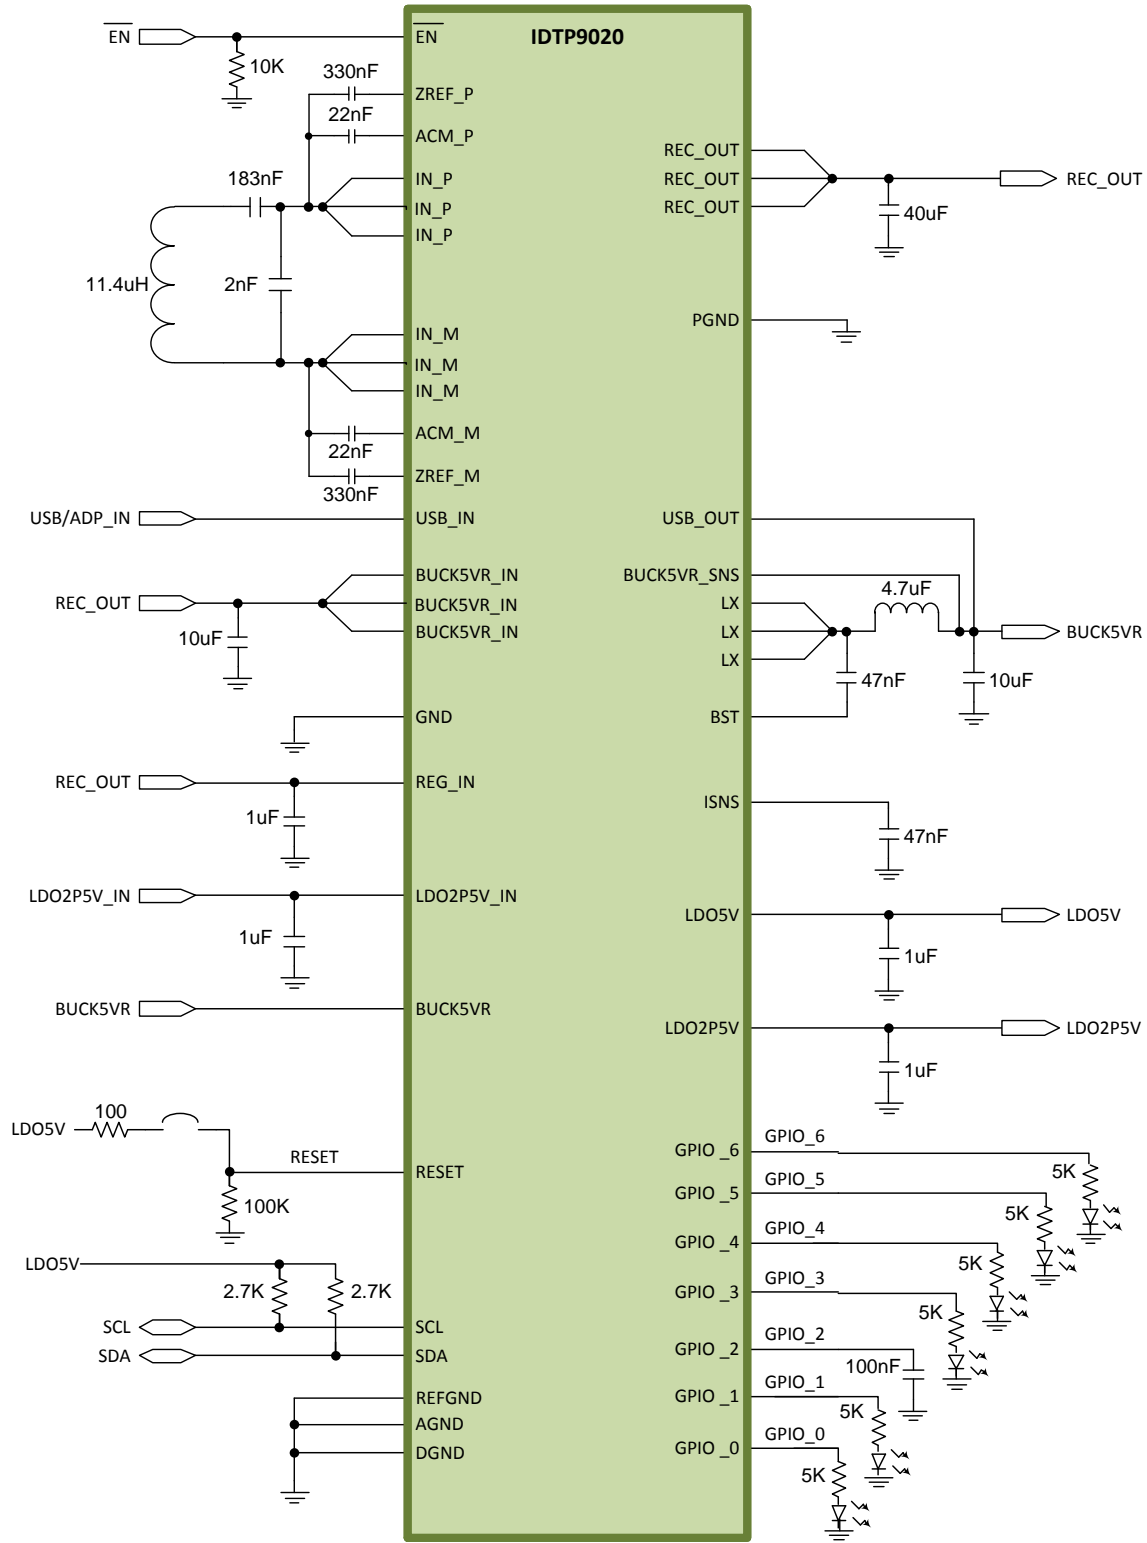 IDTP9020
EN
EN
10K
330nF
ZREF_P
22nF
ACM_P
183nF
IN_P
IN_P
IN_P
11.4uH
2nF
IN_M
IN_M
IN_M
ACM_M
22nF
ZREF_M
330nF
USB/ADP_IN
USB_IN
BUCK5VR_IN
REC_OUT
BUCK5VR_IN
BUCK5VR_IN
10uF
GND
REC_OUT
REG_IN
1uF
LDO2P5V_IN
LDO2P5V_IN
1uF
BUCK5VR
BUCK5VR
100
LDO5V
RESET
RESET
100K
LDO5V
2.7K
2.7K
SCL
SCL
SDA
SDA
REFGND
AGND
DGND
REC_OUT
REC_OUT
REC_OUT
REC_OUT
40uF
PGND
USB_OUT
BUCK5VR_SNS
4.7uF
LX
LX
LX
BUCK5VR
47nF
10uF
BST
ISNS
47nF
LDO5V
LDO5V
1uF
LDO2P5V
LDO2P5V
1uF
GPIO _6
GPIO_6
5K
GPIO _5
GPIO_5
5K
GPIO _4
GPIO_4
5K
GPIO _3
GPIO_3
5K
GPIO _2
GPIO_2
100nF
GPIO _1
GPIO_1
5K
GPIO _0
GPIO_0
5K